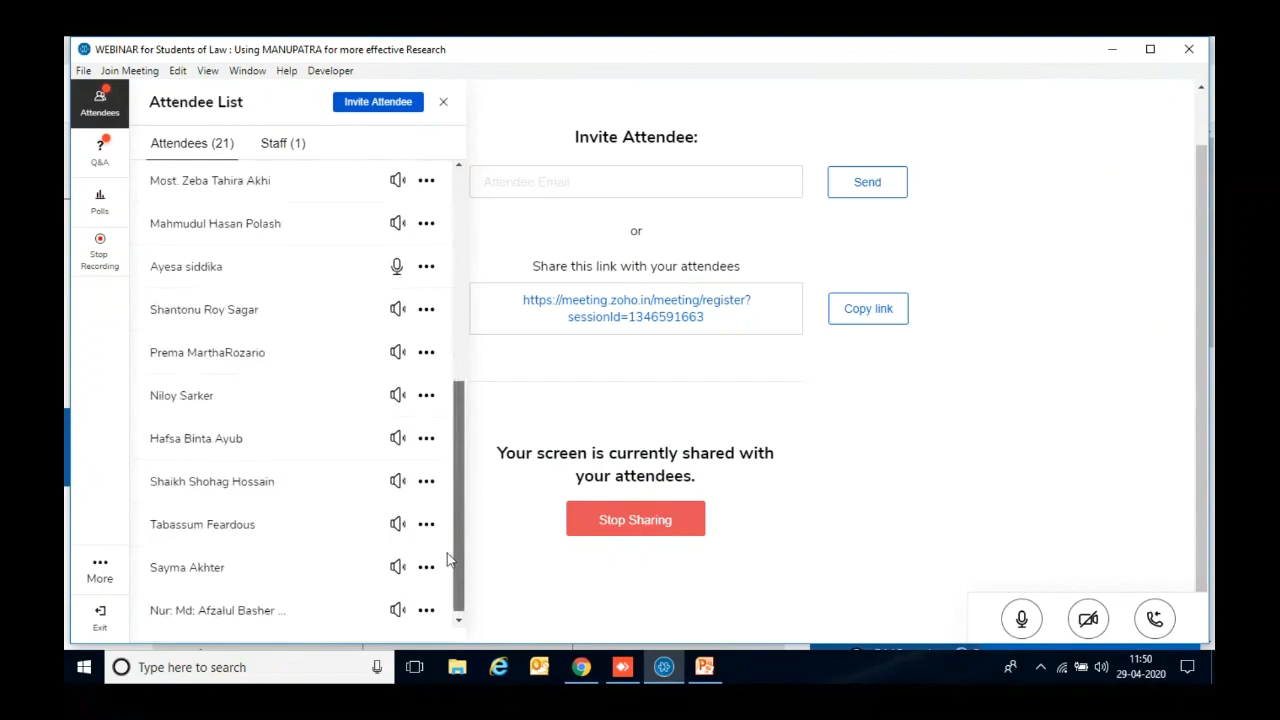 WEBINAR for Students of Law : Using MANUPATRA for more effective Research
File Join Meeting Edit View Window Help Developer
Attendees
Q&A
Polls
Stop
Recording
More
Exit
Attendee List
Invite Attendee
Attendees (21) Staff (1)
Most. Zeba Tahira Akhi
Mahmudul Hasan Polash
Ayesa siddika
Shantonu Roy Sagar
Prema MarthaRozario
Niloy Sarker
Hafsa Binta Ayub
Shaikh Shohag Hossain
Tabassum Feardous
Sayma Akhter
Nur: Md: Afzalul Basher ...
Invite Attendee:
Attendee Email
Send
or
Share this link with your attendees
https://meeting.zoho.in/meeting/register?
sessionId=1346591663
Copy link
Your screen is currently shared with
your attendees.
Stop Sharing
Type here to search
11:50
29-04-2020